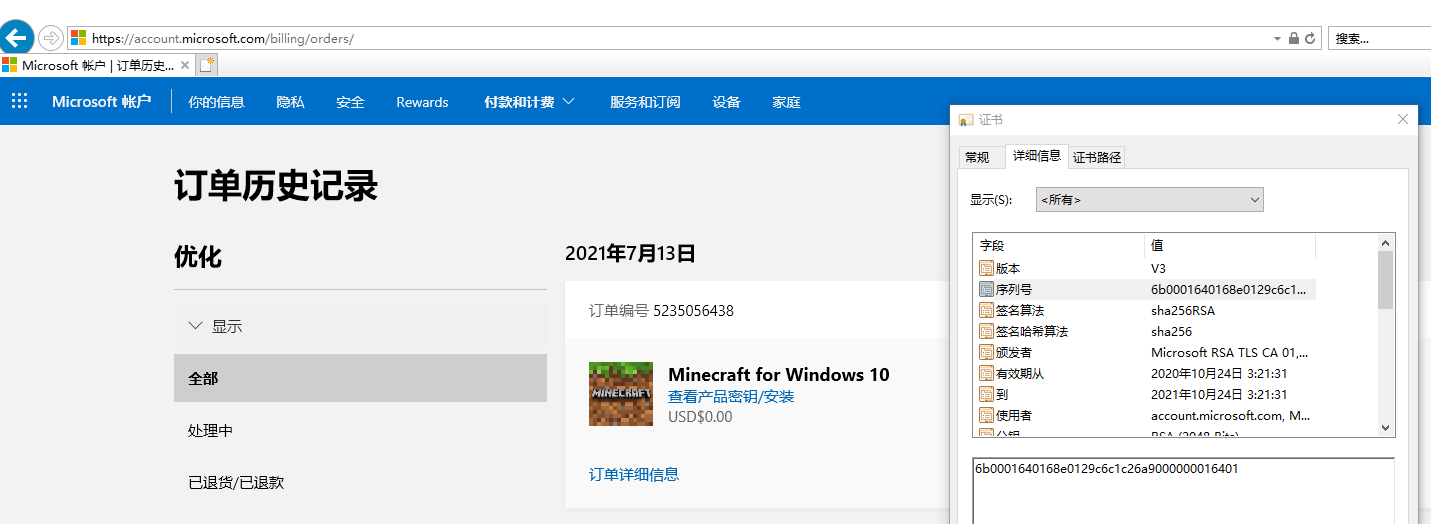 https://account.microsoft.com/billing/orders/
搜索...
Microsoft 帐户 | 订单历史...
Microsoft 帐户 你的信息 隐私 安全 Rewards 付款和计费 服务和订阅 设备 家庭
订单历史记录
优化
显示
全部
处理中
已退货/已退款
2021年7月13日
订单编号 5235056438
MINECRAFT
Minecraft for Windows 10
查看产品密钥/安装
USD$0.00
订单详细信息
证书
常规 详细信息 证书路径
显示(S): <所有>
字段 值
版本 V3
序列号 6b0001640168e0129c6c1...
签名算法 sha256RSA
签名哈希算法 sha256
颁发者 Microsoft RSA TLS CA 01,...
有效期从 2020年10月24日 3:21:31
到 2021年10月24日 3:21:31
使用者 account.microsoft.com, M...
公钥 RSA (2048 Bits)
6b0001640168e0129c6c1c26a9000000016401